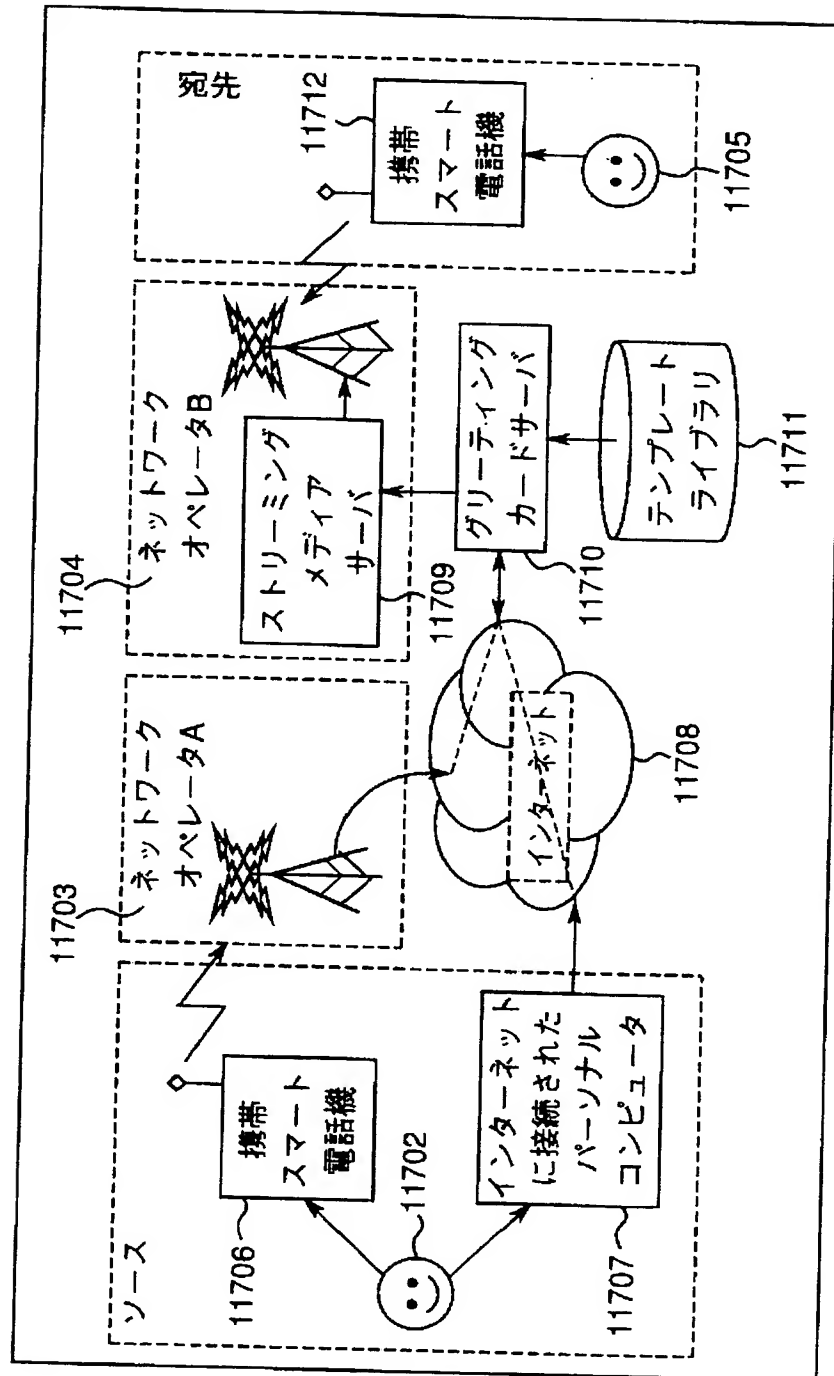 ソース
11706
携帯
スマート
電話機
11702
11707
インターネット
に接続された
パーソナル
コンピュータ
11703
ネットワーク
オペレータA
インターネット
11708
11704
ネットワーク
オペレータB
ストリーミング
メディア
サーバ
11709
グリーティング
カードサーバ
11710
テンプレート
ライブラリ
11711
宛先
11712
携帯
スマート
電話機
11705